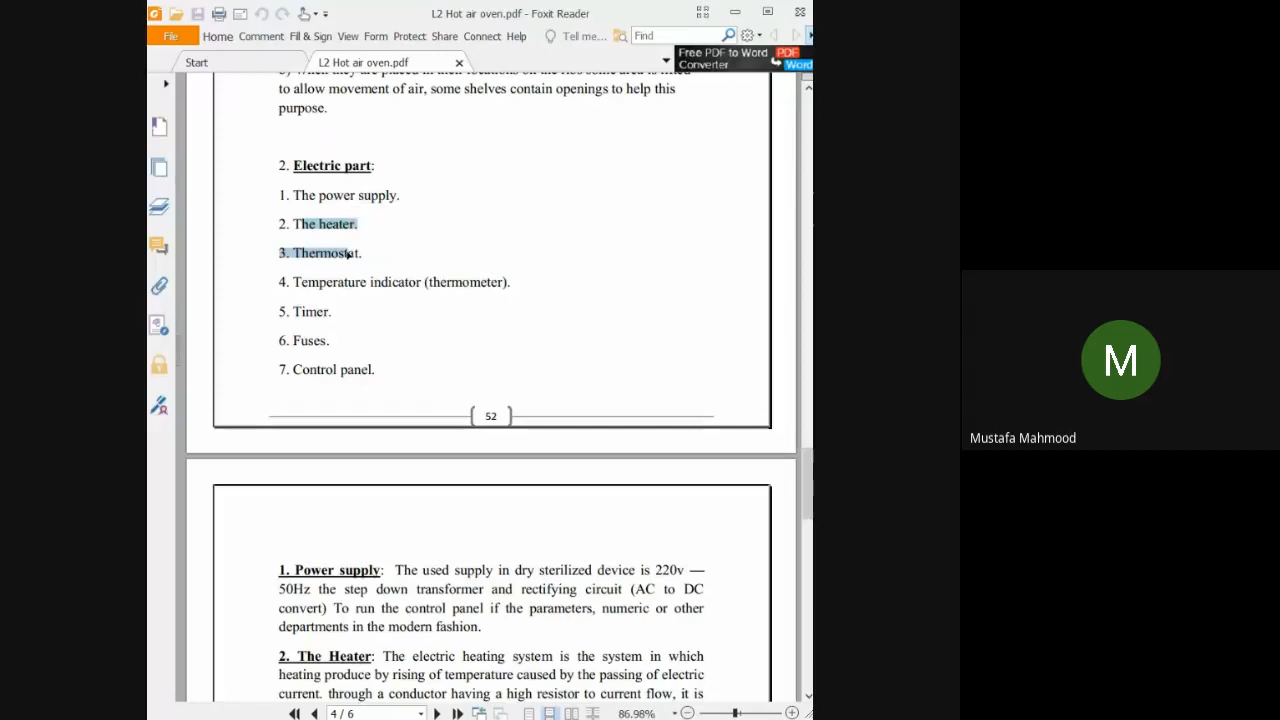 L2 Hot air oven.pdf - Foxit Reader
File Home Comment Fill & Sign View Form Protect Share Connect Help Tell me... Find
Start
L2 Hot air oven.pdf
Free PDF to Word
Converter
PDF
Word
to allow movement of air, some shelves contain openings to help this
purpose.
2. Electric part:
1. The power supply.
2. The heater.
3. Thermostat.
4. Temperature indicator (thermometer).
5. Timer.
6. Fuses.
7. Control panel.
52
1. Power supply: The used supply in dry sterilized device is 220v —
50Hz the step down transformer and rectifying circuit (AC to DC
convert) To run the control panel if the parameters, numeric or other
departments in the modern fashion.
2. The Heater: The electric heating system is the system in which
heating produce by rising of temperature caused by the passing of electric
current. through a conductor having a high resistor to current flow, it is
4 / 6
86.98%
M
Mustafa Mahmood